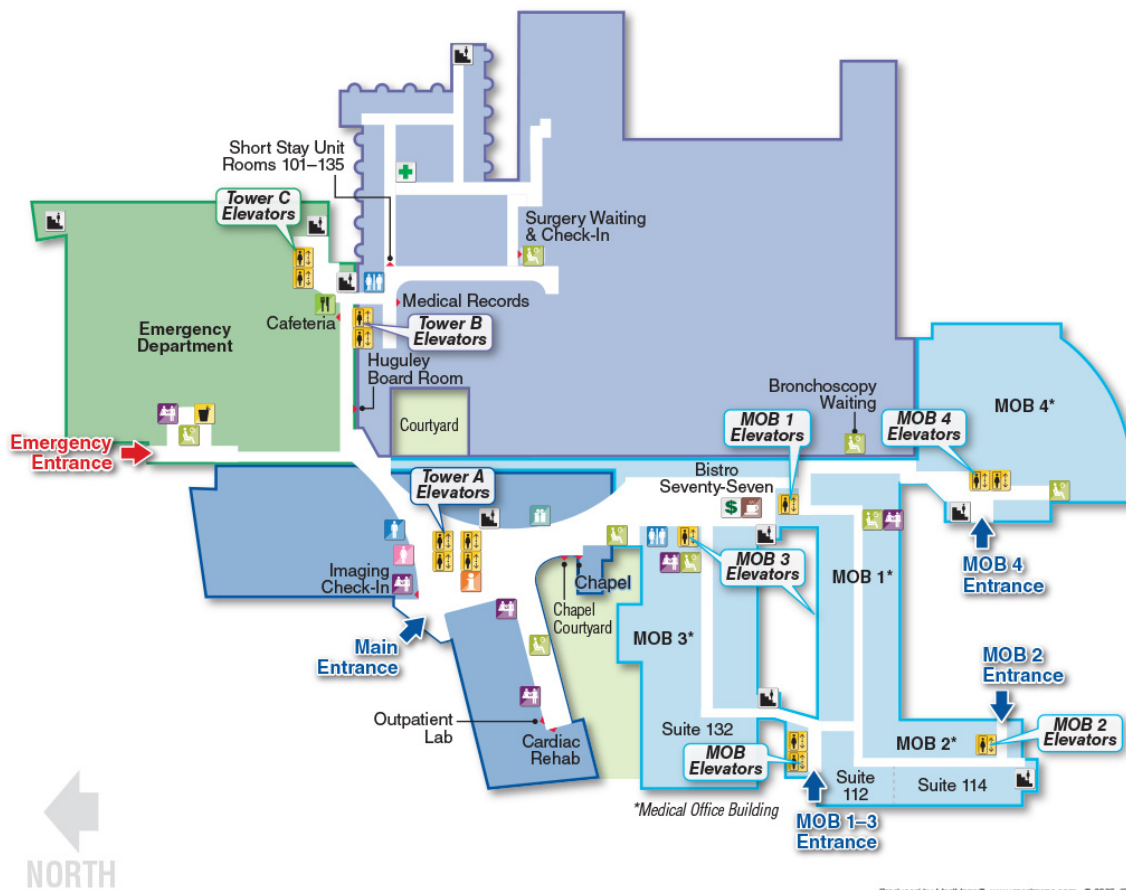 Short Stay Unit
Rooms 101–135
Tower C
Elevators
Surgery Waiting
& Check-In
Medical Records
Cafeteria
Tower B
Elevators
Emergency
Department
Huguley
Board Room
Courtyard
Bronchoscopy
Waiting
MOB 4*
MOB 1
Elevators
MOB 4
Elevators
Emergency
Entrance
Tower A
Elevators
Bistro
Seventy-Seven
$
MOB 3
Elevators
MOB 4
Entrance
Imaging
Check-In
Chapel
MOB 1*
Chapel
Courtyard
MOB 3*
Main
Entrance
MOB 2
Entrance
Outpatient
Lab
Cardiac
Rehab
Suite 132
MOB
Elevators
MOB 2*
MOB 2
Elevators
Suite
112
Suite 114
*Medical Office Building
MOB 1–3
Entrance
NORTH